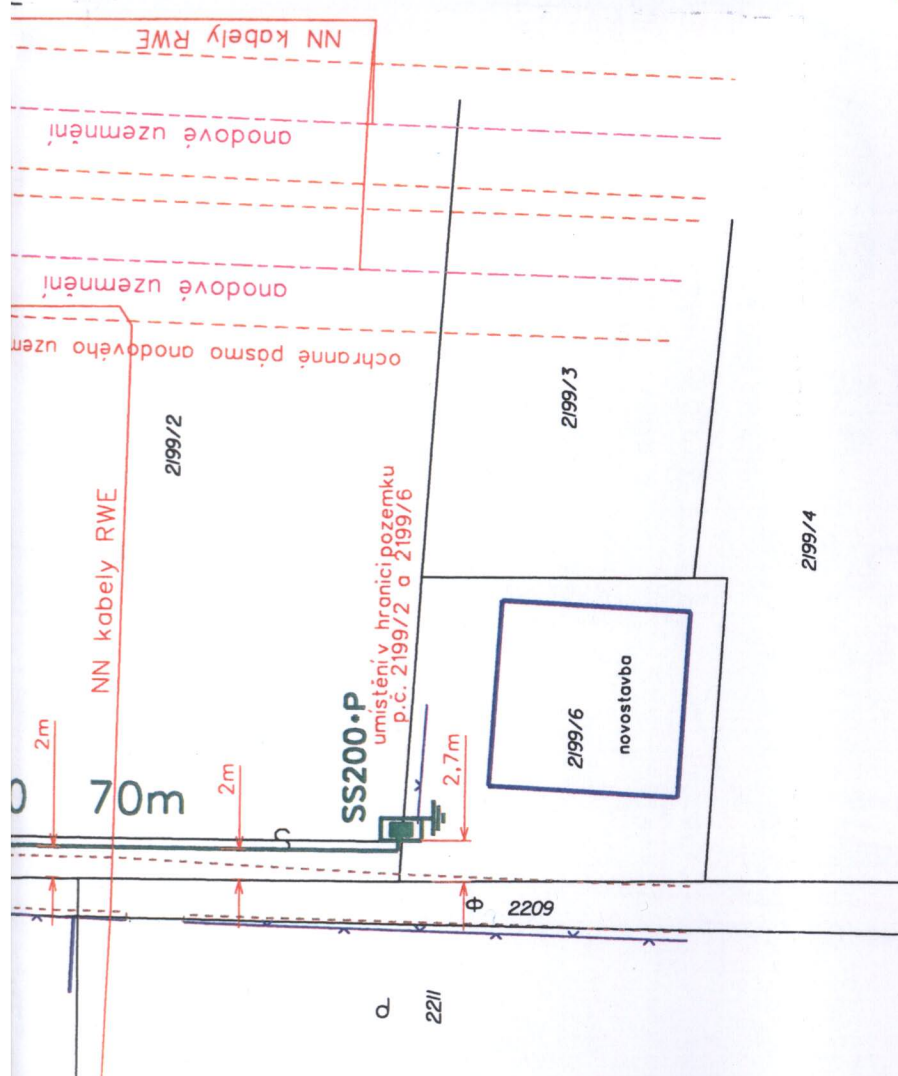 NN kabely RWE
anodové uzemnění
anodové uzemnění
ochranné pásmo anodového uzem
2199/2
2199/3
2199/4
NN kabely RWE
umístění v hranici pozemku
p.č. 2199/2 a 2199/6
SS200•P
2199/6
novostavba
2m
2m
2,7m
70m
2209
2211